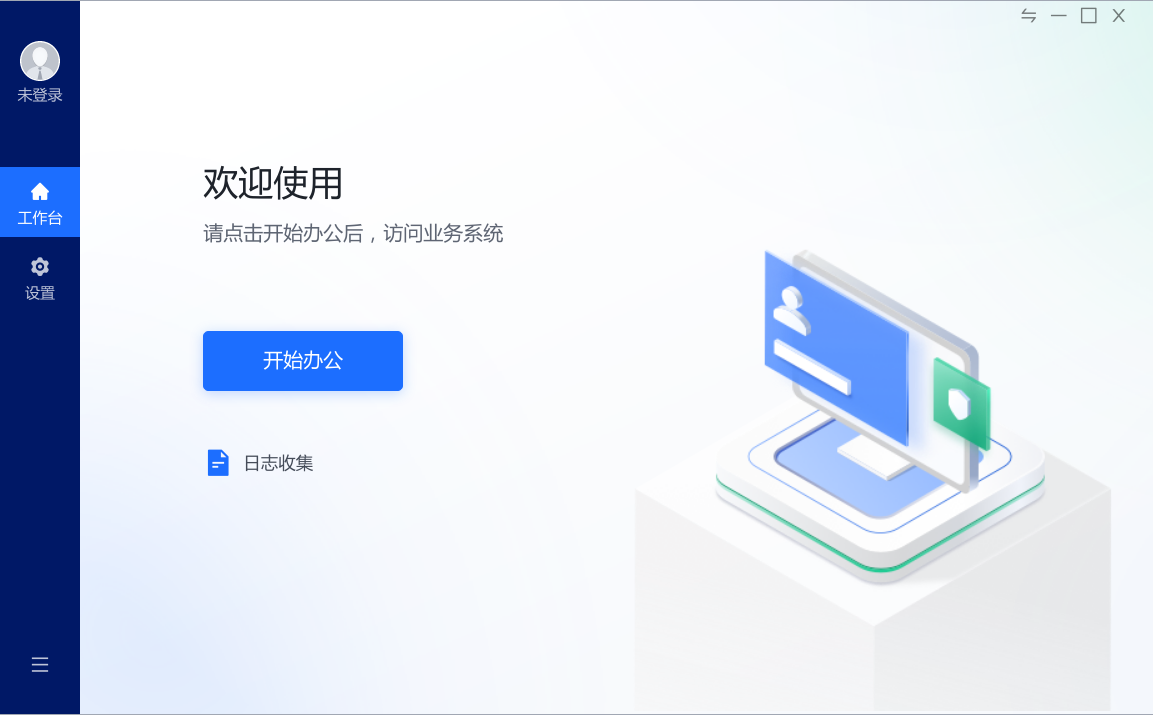 未登录
工作台
设置
欢迎使用
请点击开始办公后，访问业务系统
开始办公
日志收集